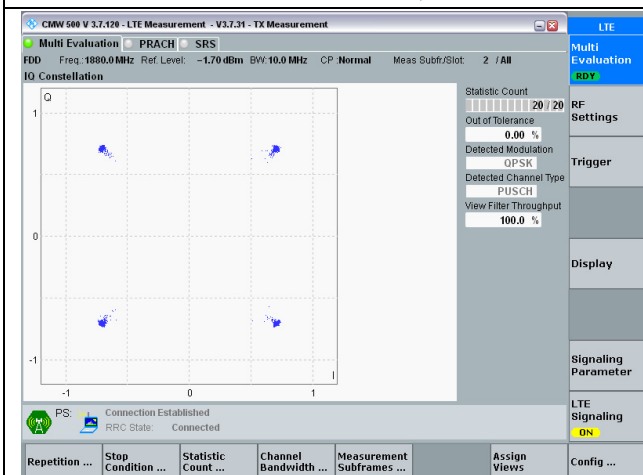 CMW 500 V 3.7.120 - LTE Measurement - V3.7.31 - TX Measurement
LTE
Multi Evaluation PRACH SRS
Multi
Evaluation
RDY
FDD Freq.:1880.0 MHz Ref. Level: -1.70 dBm BW:10.0 MHz CP :Normal Meas Subfr./Slot: 2 / All
IQ Constellation
Q
1
0
-1
I
-1 0 1
Statistic Count
20 / 20
Out of Tolerance
0.00 %
Detected Modulation
QPSK
Detected Channel Type
PUSCH
View Filter Throughput
100.0 %
RF
Settings
Trigger
Display
Signaling
Parameter
LTE
Signaling
ON
PS: Connection Established
RRC State: Connected
Repetition ...
Stop
Condition ...
Statistic
Count ...
Channel
Bandwidth ...
Measurement
Subframes ...
Assign
Views
Config ...